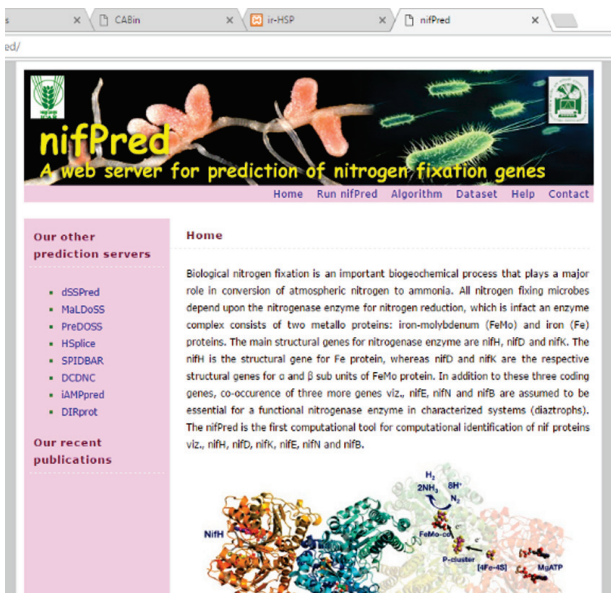 s
CABin
ir-HSP
nifPred
ed/
nifPred
A web server for prediction of nitrogen fixation genes
Home Run nifPred Algorithm Dataset Help Contact
Our other
prediction servers
dSSPred
MaLDoSS
PreDOSS
HSplice
SPIDBAR
DCDNC
iAMPpred
DIRprot
Our recent
publications
Home
Biological nitrogen fixation is an important biogeochemical process that plays a major
role in conversion of atmospheric nitrogen to ammonia. All nitrogen fixing microbes
depend upon the nitrogenase enzyme for nitrogen reduction, which is infact an enzyme
complex consists of two metallo proteins: iron-molybdenum (FeMo) and iron (Fe)
proteins. The main structural genes for nitrogenase enzyme are nifH, nifD and nifK. The
nifH is the structural gene for Fe protein, whereas nifD and nifK are the respective
structural genes for α and β sub units of FeMo protein. In addition to these three coding
genes, co-occurence of three more genes viz., nifE, nifN and nifB are assumed to be
essential for a functional nitrogenase enzyme in characterized systems (diaztrophs).
The nifPred is the first computational tool for computational identification of nif proteins
viz., nifH, nifD, nifK, nifE, nifN and nifB.
H₂
2NH₃ 8H⁺
N₂
NifH
FeMo-co
e⁻
P-cluster
e⁻
[4Fe-4S]
MgATP